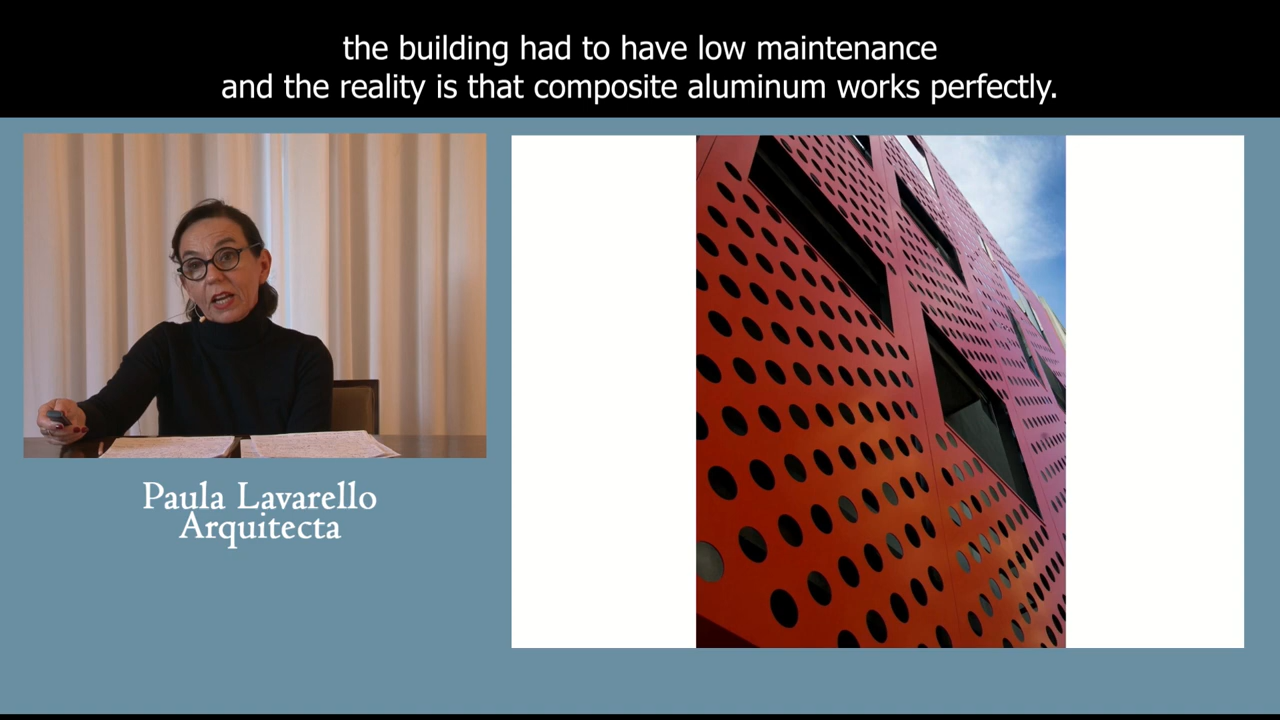 the building had to have low maintenance
and the reality is that composite aluminum works perfectly.
Paula Lavarello
Arquitecta